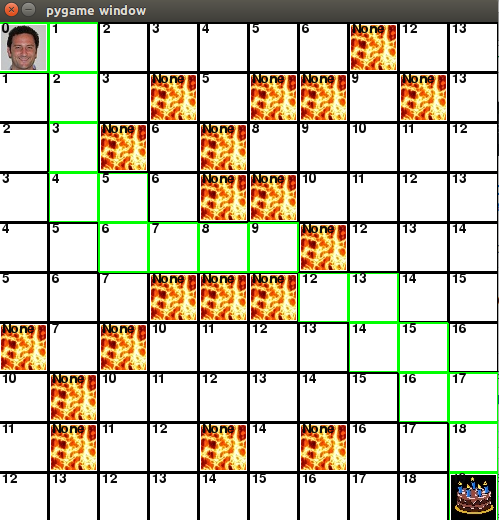 pygame window
0 1 2 3 4 5 6 None 12 13
1 2 3 None 5 None None 9 None 13
2 3 None 6 None 8 9 10 11 12
3 4 5 6 None None 10 11 12 13
4 5 6 7 8 9 None 12 13 14
5 6 7 None None None 12 13 14 15
None 7 None 10 11 12 13 14 15 16
10 None 10 11 12 13 14 15 16 17
11 None 11 12 None 14 None 16 17 18
12 13 12 13 14 15 16 17 18